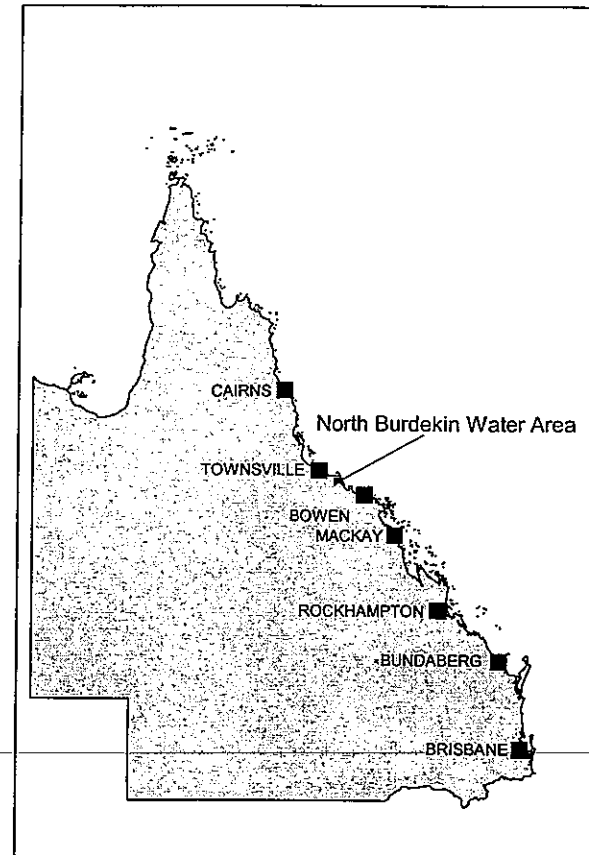 CAIRNS
North Burdekin Water Area
TOWNSVILLE
BOWEN
MACKAY
ROCKHAMPTON
BUNDABERG
BRISBANE